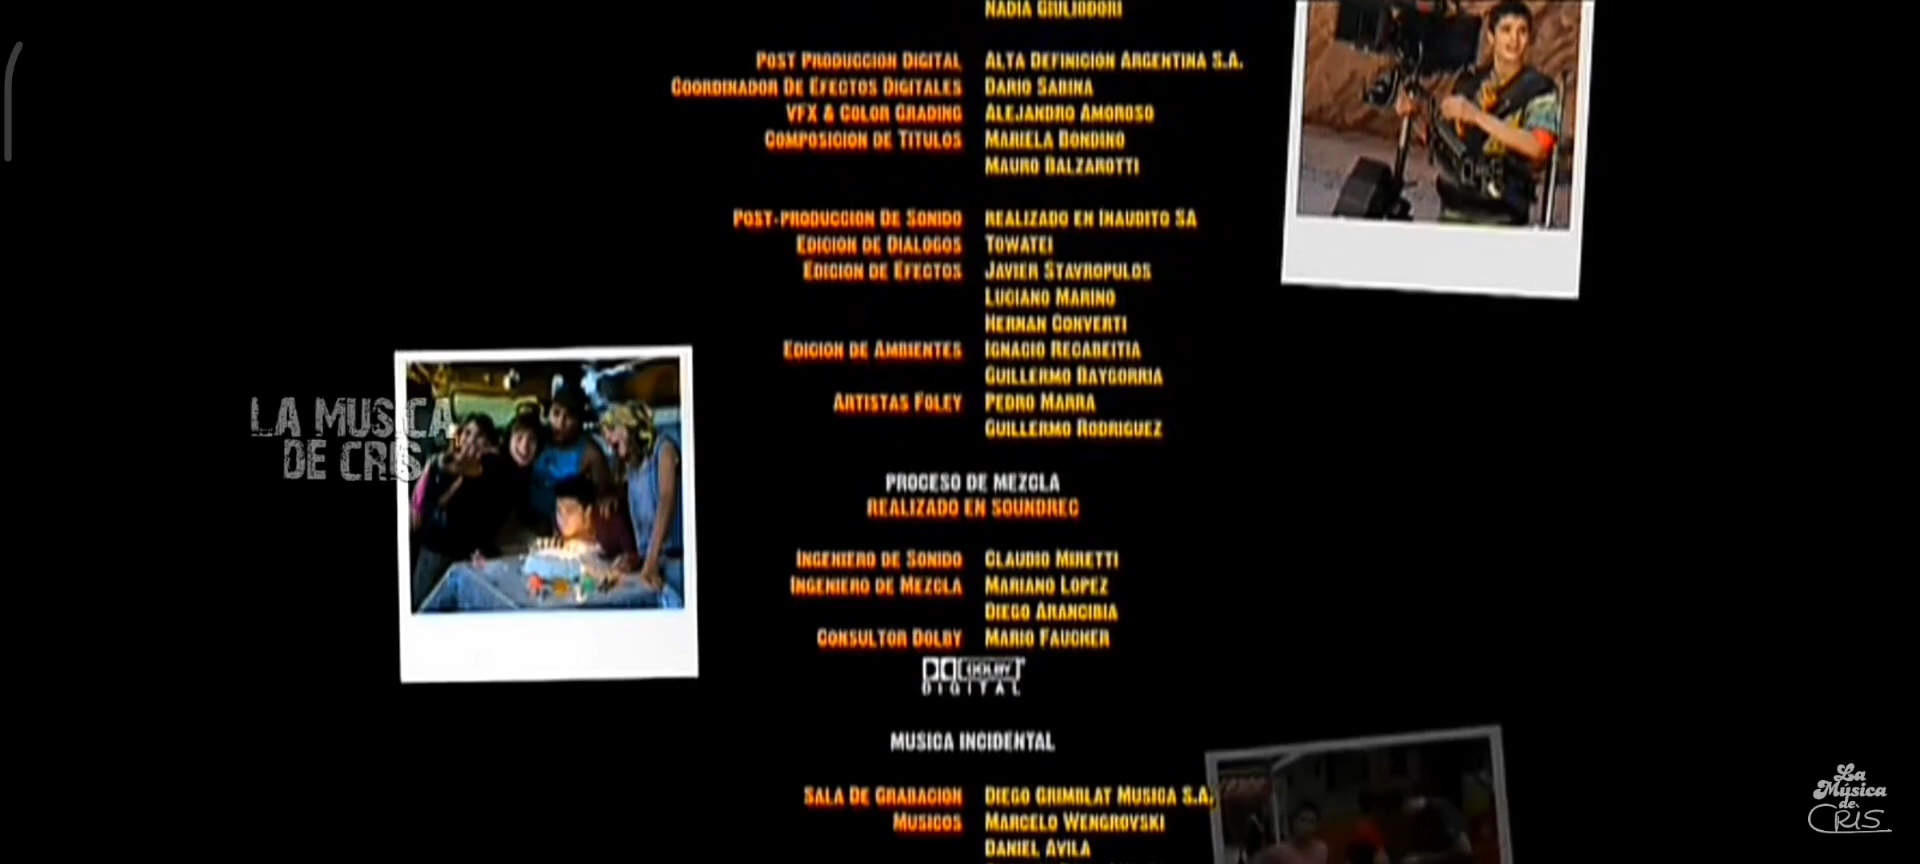 NADIA GIULIODORI
POST PRODUCCION DIGITAL ALTA DEFINICION ARGENTINA S.A.
COORDINADOR DE EFECTOS DIGITALES DARIO SABINA
VFX & COLOR GRADING ALEJANDRO AMOROSO
COMPOSICION DE TITULOS MARIELA BONDINO
MAURO BALZAROTTI
POST-PRODUCCION DE SONIDO REALIZADO EN INAUDITO SA
EDICION DE DIALOGOS TOWATEI
EDICION DE EFECTOS JAVIER STAVROPULOS
LUCIANO MARINO
HERNAN CONVERTI
EDICION DE AMBIENTES IGNACIO RECABEITIA
GUILLERMO BAYGORRIA
ARTISTAS FOLEY PEDRO MARRA
GUILLERMO RODRIGUEZ
LA MUSICA
DE CRIS
PROCESO DE MEZCLA
REALIZADO EN SOUNDREC
INGENIERO DE SONIDO CLAUDIO MIRETTI
INGENIERO DE MEZCLA MARIANO LOPEZ
DIEGO ARANCIBIA
CONSULTOR DOLBY MARIO FAUCHER
DOLBY
DIGITAL
MUSICA INCIDENTAL
SALA DE GRABACION DIEGO GRIMBLAT MUSICA S.A.
MUSICOS MARCELO WENGROVSKI
DANIEL AVILA
La
Música
de
CRIS